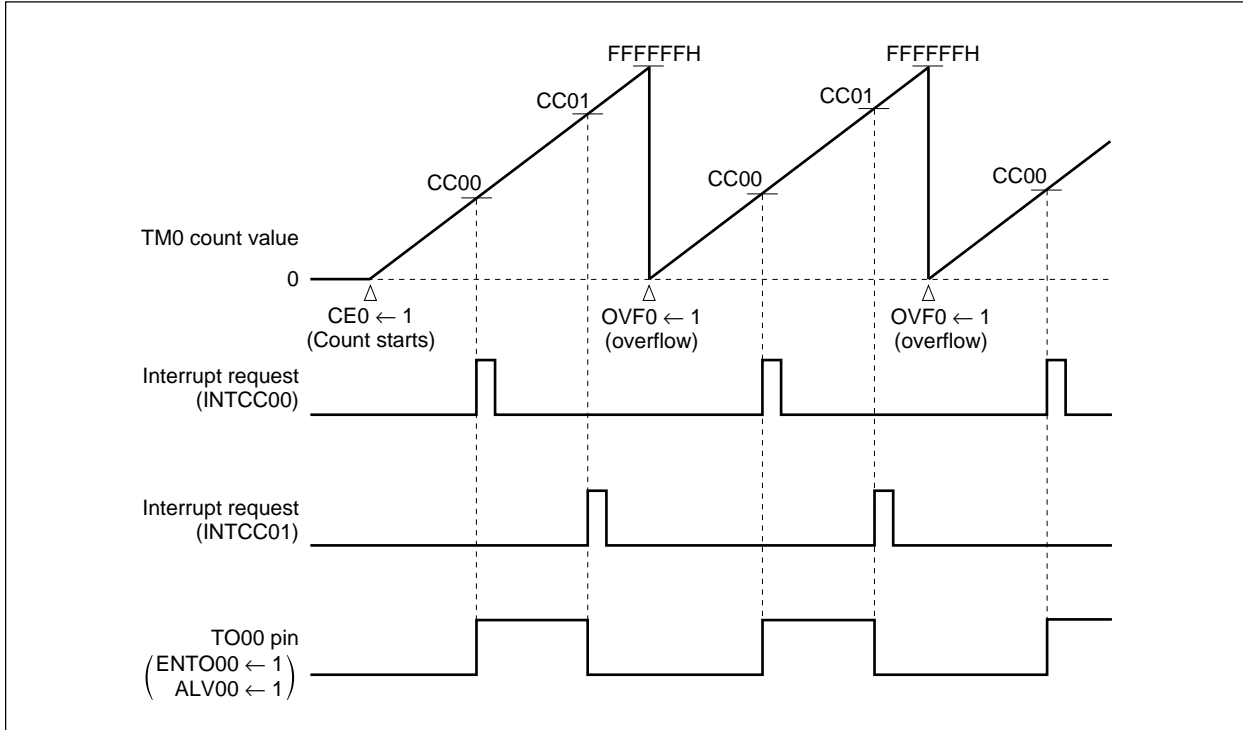 FFFFFFH
FFFFFFH
CC01
CC01
CC00
CC00
CC00
TM0 count value
0
CE0 ← 1
(Count starts)
OVF0 ← 1
(overflow)
OVF0 ← 1
(overflow)
Interrupt request
(INTCC00)
Interrupt request
(INTCC01)
TO00 pin
(ENTO00 ← 1
ALV00 ← 1)